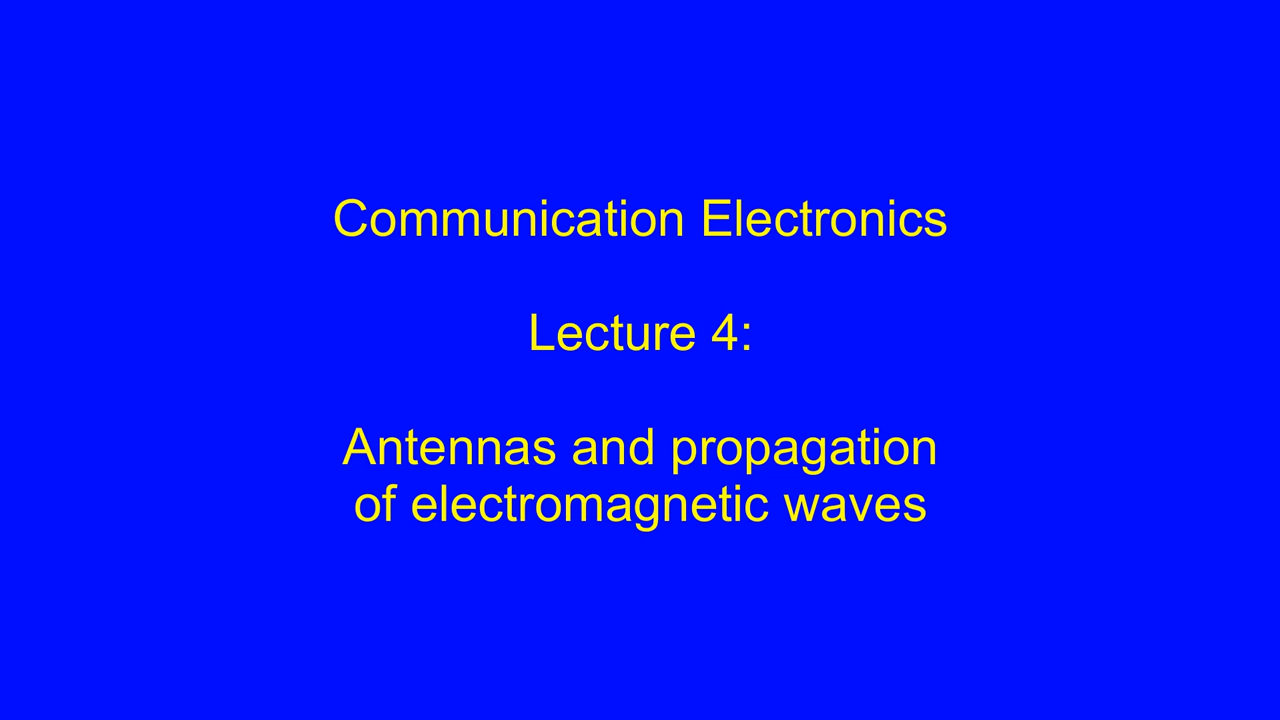 Communication Electronics
Lecture 4:
Antennas and propagation
of electromagnetic waves